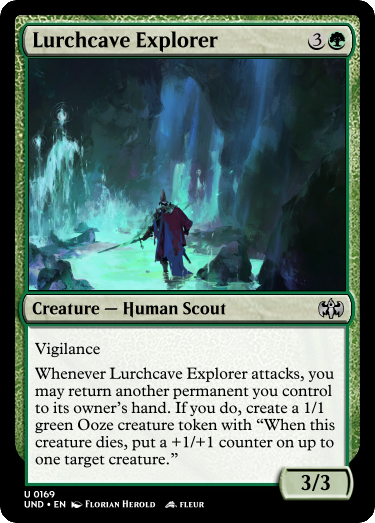 Lurchcave Explorer 3
Creature — Human Scout
Vigilance
Whenever Lurchcave Explorer attacks, you
may return another permanent you control
to its owner's hand. If you do, create a 1/1
green Ooze creature token with “When this
creature dies, put a +1/+1 counter on up to
one target creature.”
3/3
U 0169
UND • EN Florian Herold FLEUR